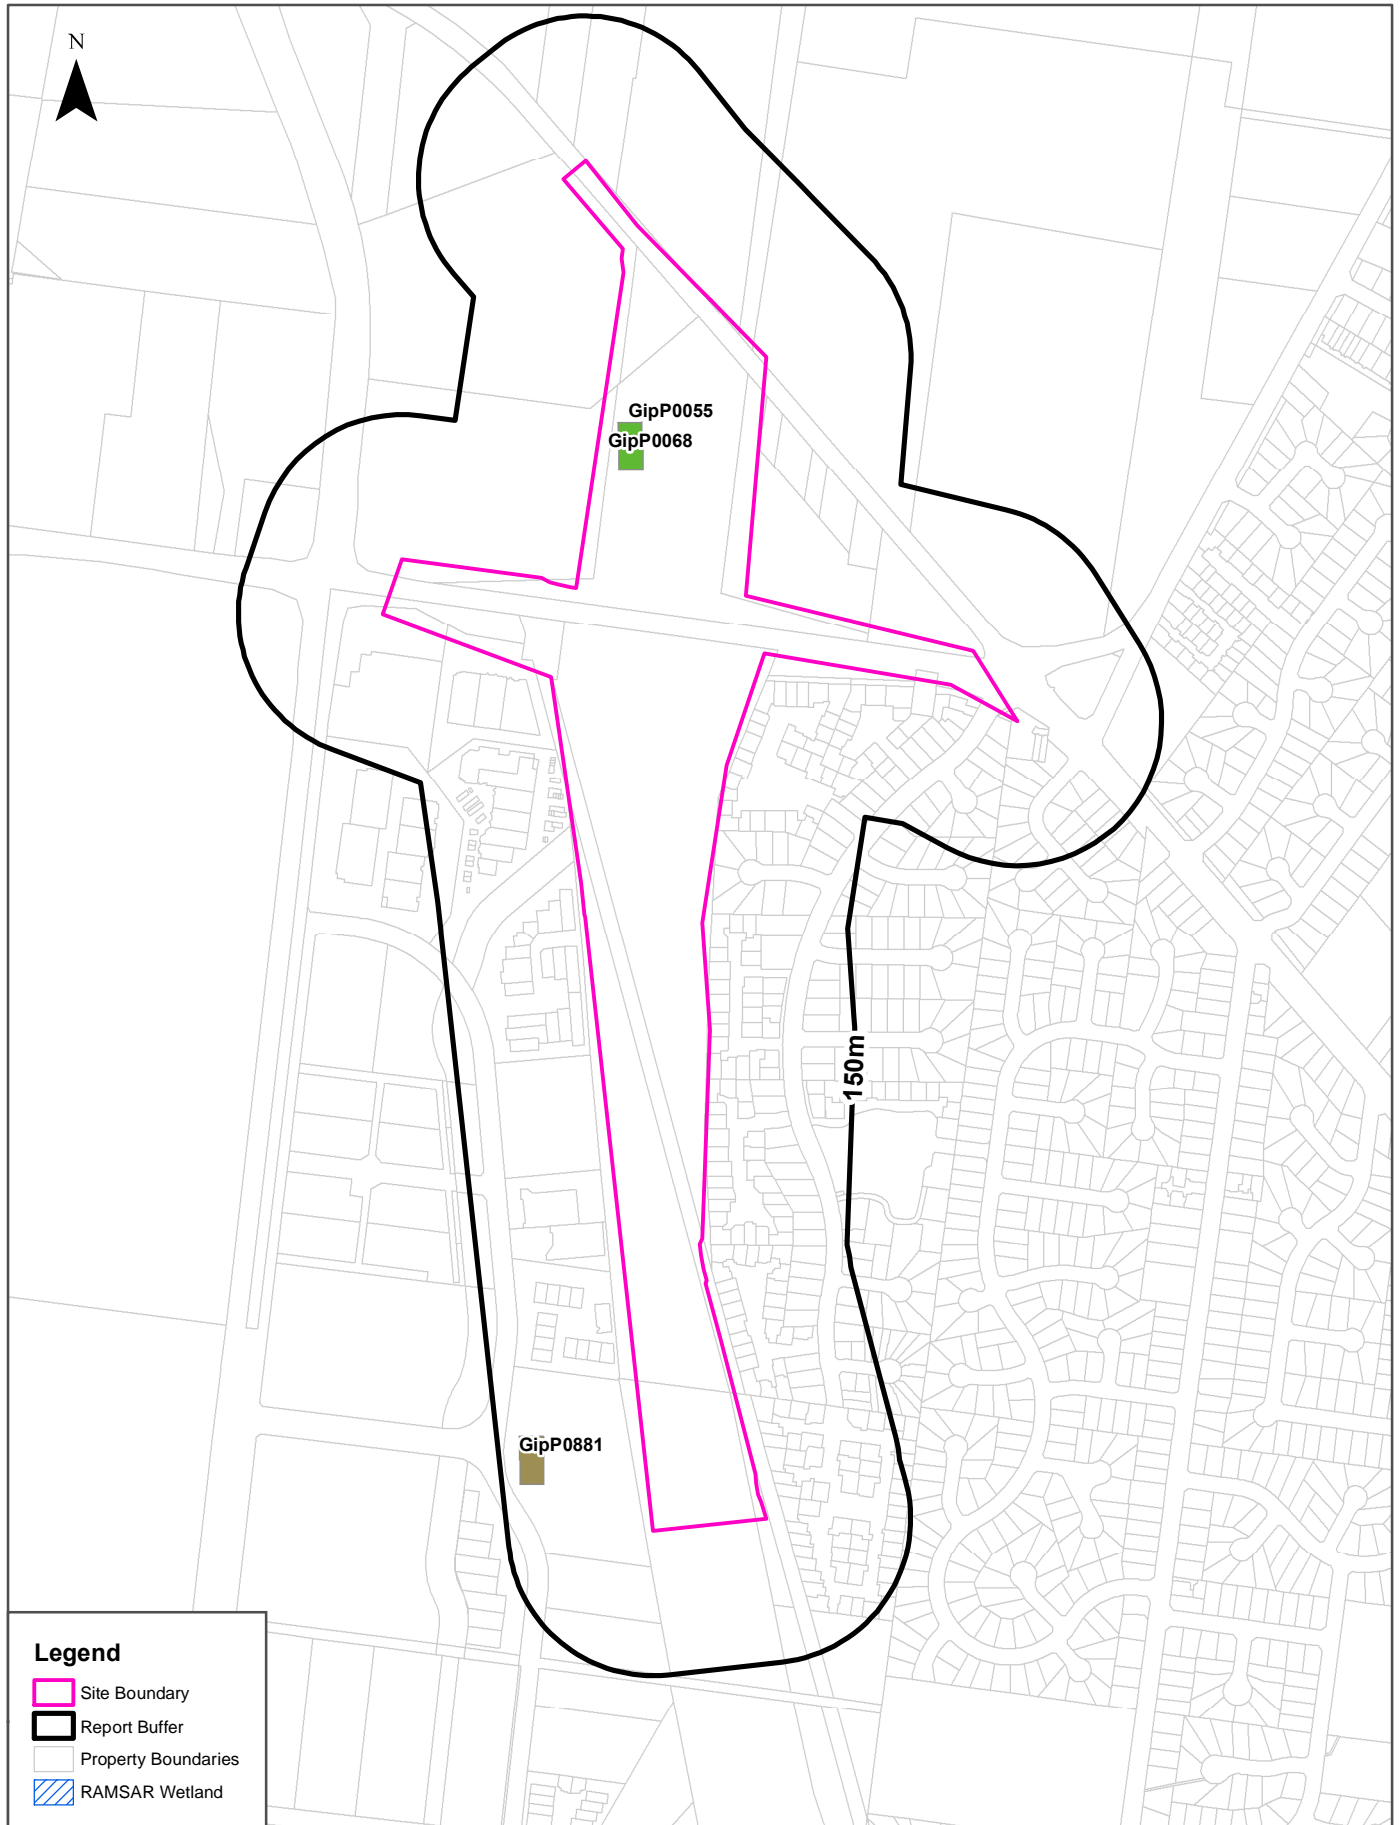 N
GipP0055
GipP0068
150m
GipP0881
Legend
Site Boundary
Report Buffer
Property Boundaries
RAMSAR Wetland